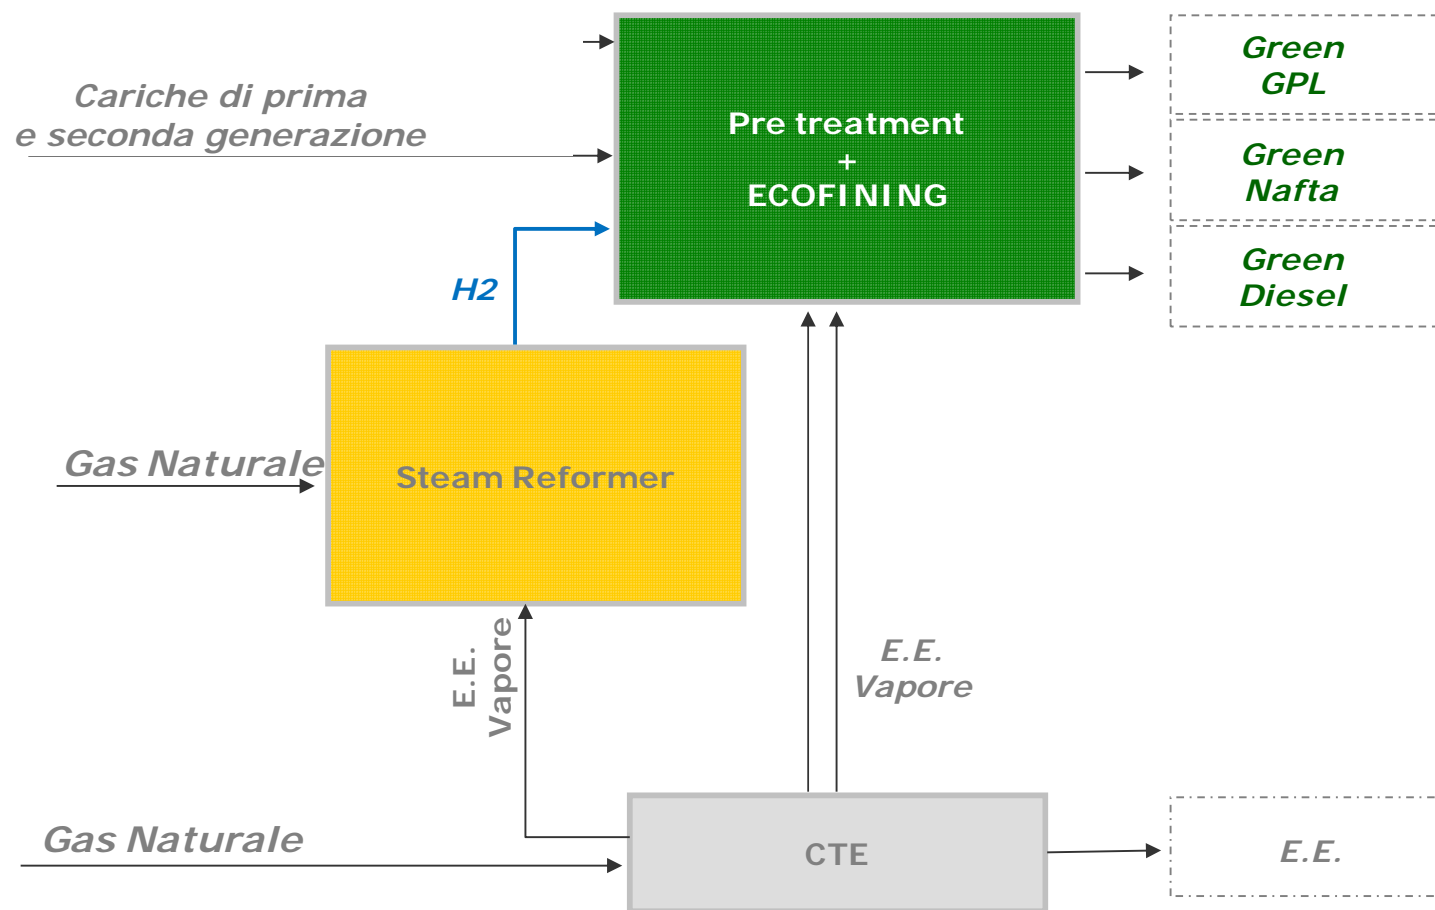 Cariche di prima
e seconda generazione
Pre treatment
+
ECOFINING
Green
GPL
Green
Nafta
Green
Diesel
H2
Gas Naturale
Steam Reformer
E.E.
Vapore
E.E.
Vapore
Gas Naturale
CTE
E.E.